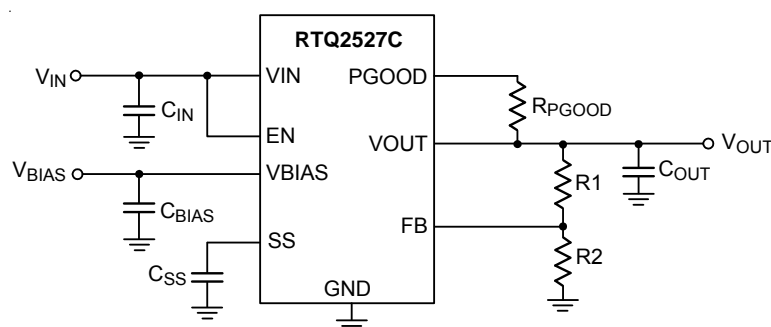 RTQ2527C
VIN
VIN
PGOOD
CIN
RPGOOD
EN
VOUT
VOUT
VBIAS
VBIAS
COUT
R1
CBIAS
FB
SS
R2
CSS
GND